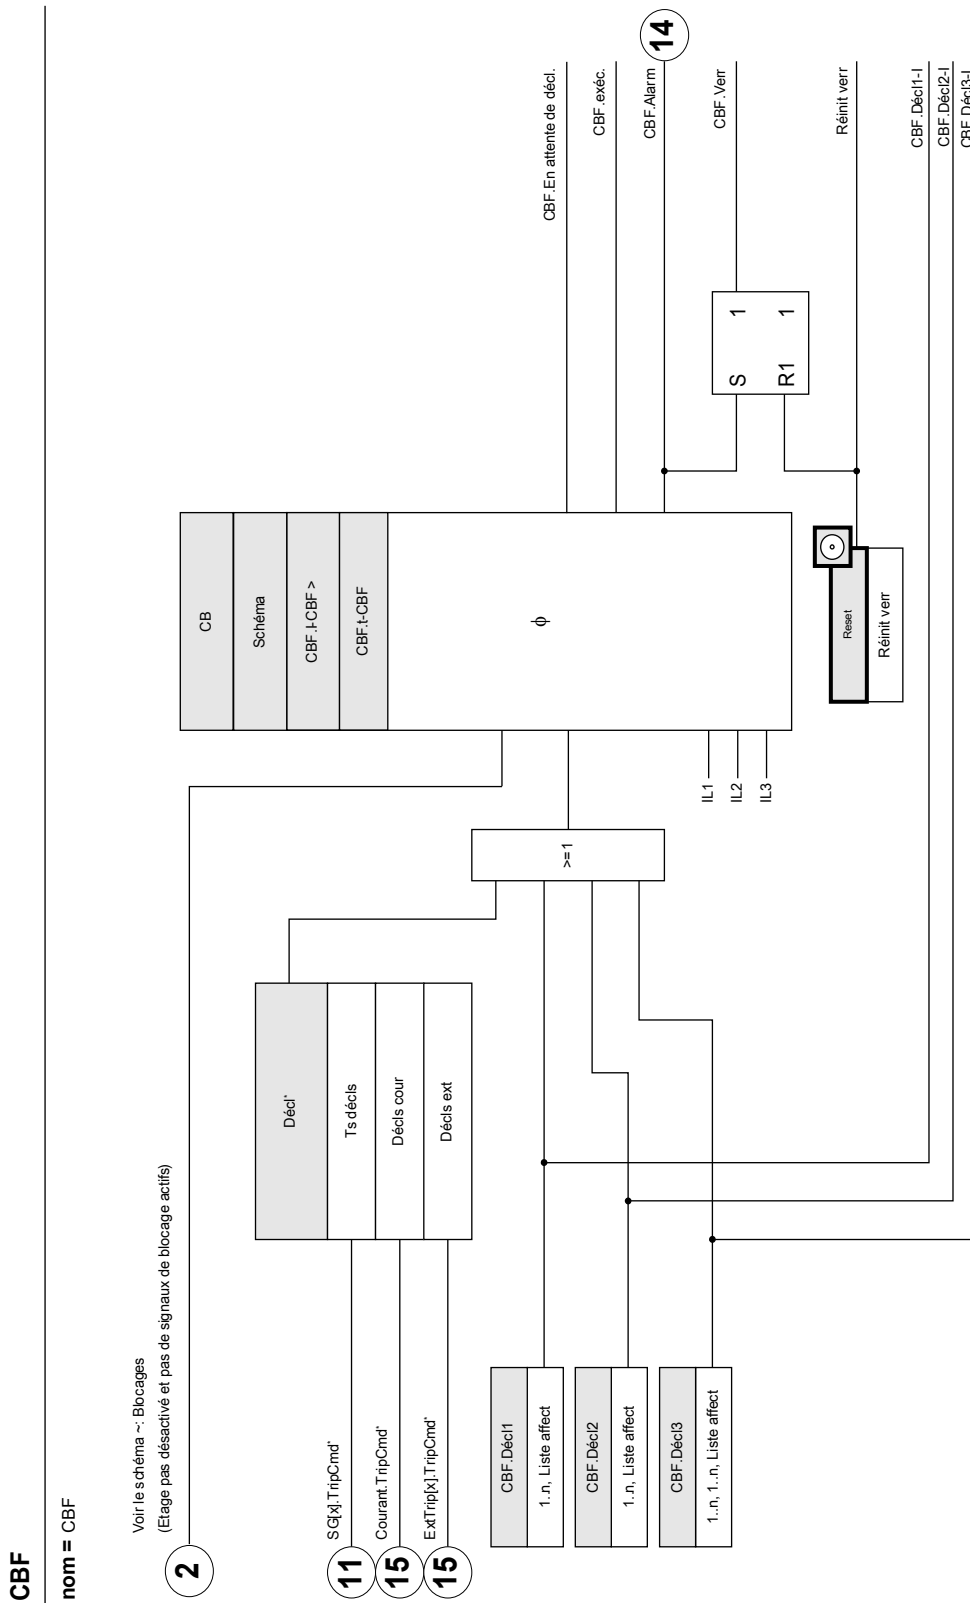 CBF
nom = CBF
Voir le schéma ~: Blocages
(Etage pas désactivé et pas de signaux de blocage actifs)
2
SG[x].TripCmd*
11
Courant.TripCmd*
15
ExtTrip[x].TripCmd*
15
Décl*
Ts décls
Décls cour
Décls ext
CBF.Décl1
1..n, Liste affect
CBF.Décl2
1..n, Liste affect
CBF.Décl3
1..n, 1..n, Liste affect
>=1
IL1
IL2
IL3
CB
Schéma
CBF.I-CBF >
CBF.t-CBF
ϕ
Reset
Réinit verr
S 1
R1 1
CBF.En attente de décl.
CBF.exéc.
CBF.Alarm
14
CBF.Verr
Réinit verr
CBF.Décl1-I
CBF.Décl2-I
CBF.Décl3-I